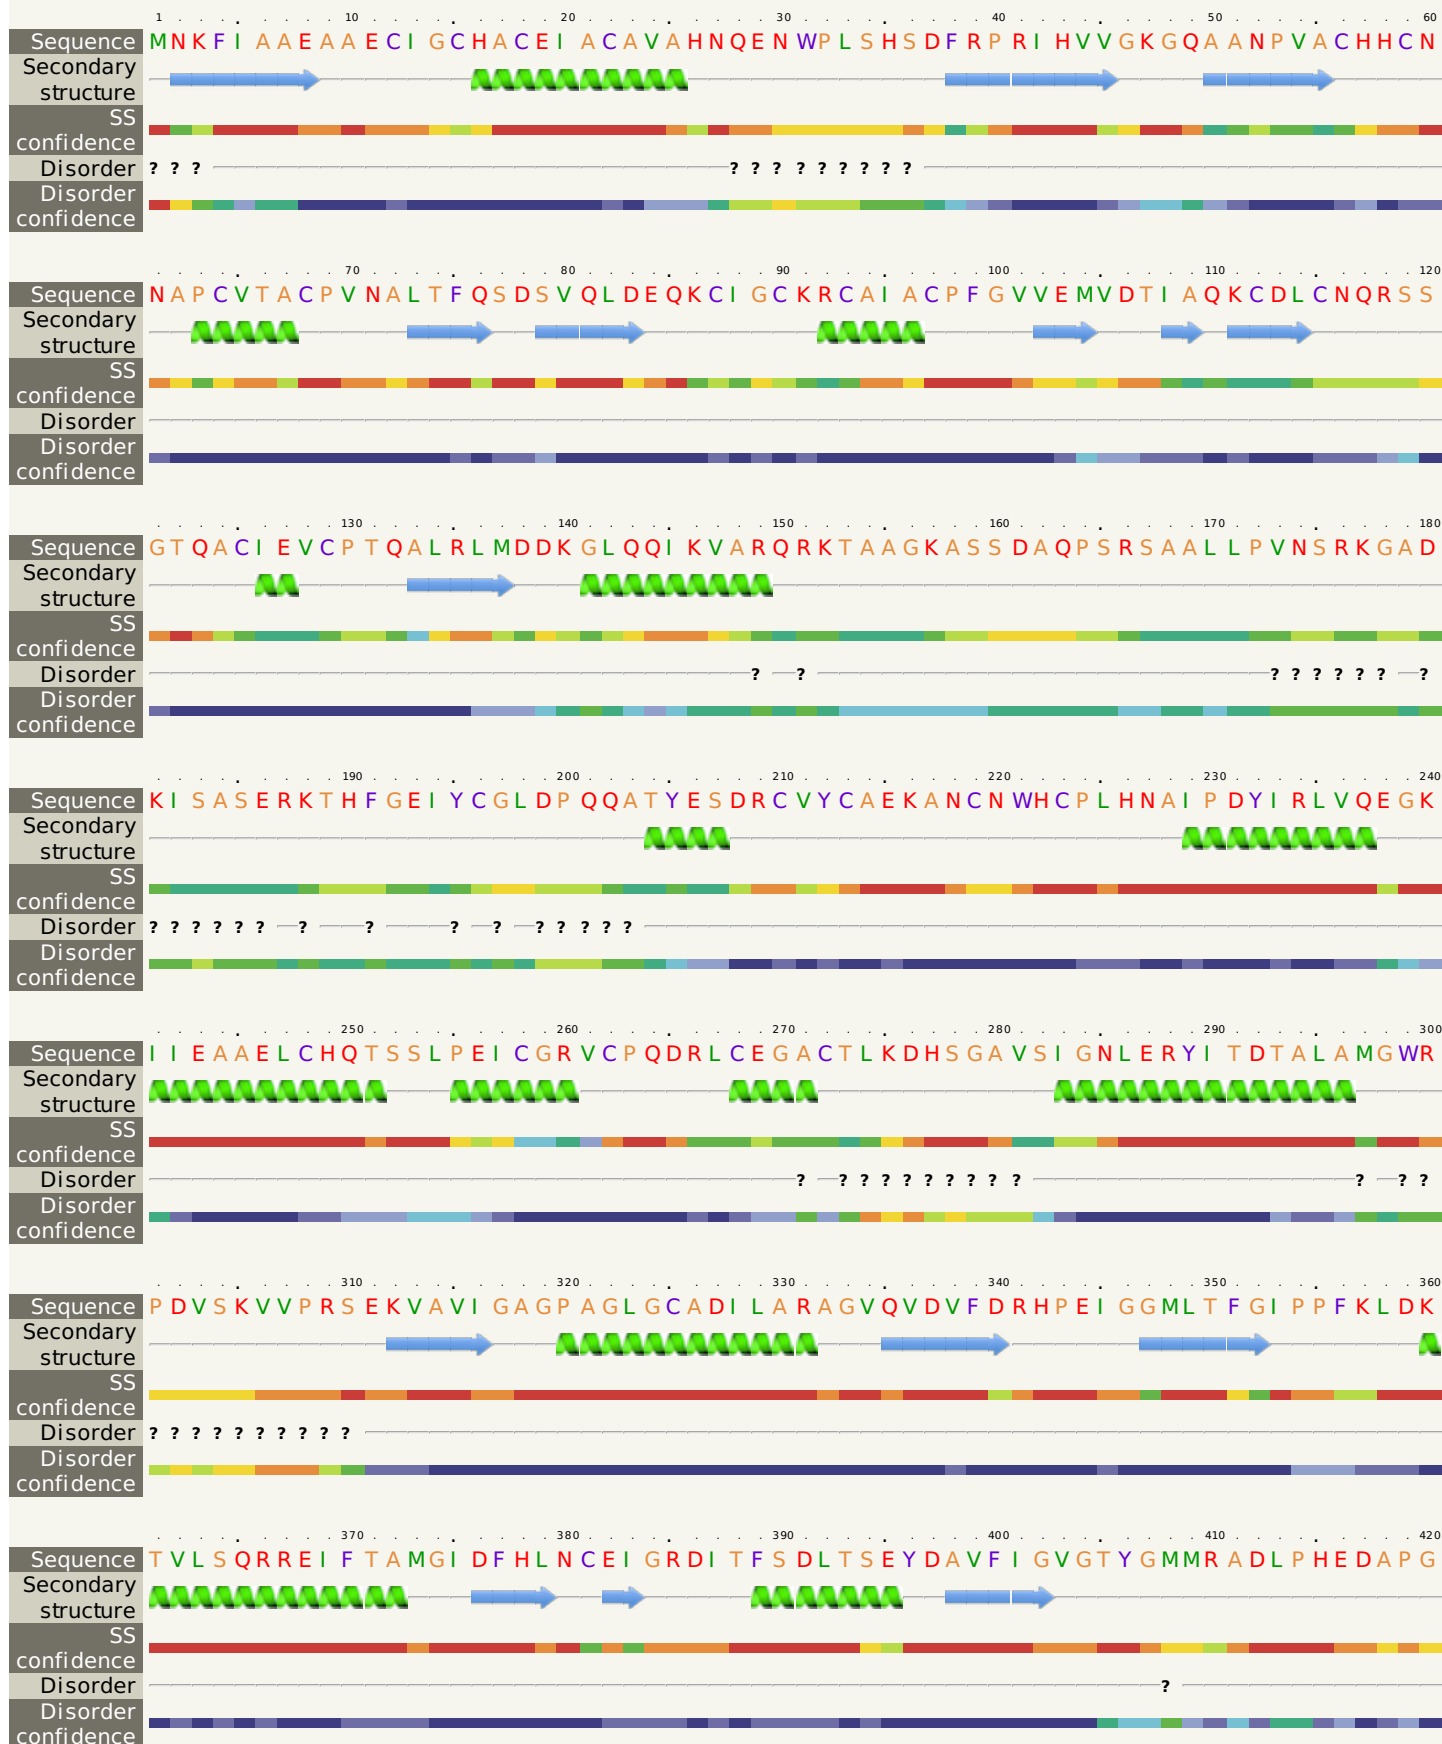 1 10 20 30 40 50 60
Sequence MNKFIAAEAAECIGCHACEIACAVAHNQENWPLSHSDFRPRIHVVGKGQAANPVACHHCN
Secondary
structure
SS
confidence
Disorder ? ? ? ? ? ? ? ? ? ? ? ?
Disorder
confidence
70 80 90 100 110 120
Sequence NAPCVTACPVNALTFQSDSVQLDEQKCIGCKRCAIACPFGVVEMVDTIAQKCDLCNQRSS
Secondary
structure
SS
confidence
Disorder
Disorder
confidence
130 140 150 160 170 180
Sequence GTQACIEVCPTQALRLMDDKGLQQIKVARQRKTAAGKASSDAQPSRSAALLPVNSRKGAD
Secondary
structure
SS
confidence
Disorder ? ? ? ? ? ? ? ? ?
Disorder
confidence
190 200 210 220 230 240
Sequence KISASERKTHFGEIYCGLDPQQATYESDRCVYCAEKANCNWHCPLHNAIPDYIRLVQEGK
Secondary
structure
SS
confidence
Disorder ? ? ? ? ? ? ? ? ? ? ? ? ? ? ?
Disorder
confidence
250 260 270 280 290 300
Sequence IIEAAELCHQTSSLPEICGRVCPQDRLCEGACTLKDHSGAVSIGNLERYITDTALAMGWR
Secondary
structure
SS
confidence
Disorder ? ? ? ? ? ? ? ? ? ? ? ? ?
Disorder
confidence
310 320 330 340 350 360
Sequence PDVSKVVPRSEKVAVIGAGPAGLGCADILARAGVQVDVFDRHPEIGGMLTFGIPPFKLDK
Secondary
structure
SS
confidence
Disorder ? ? ? ? ? ? ? ? ? ?
Disorder
confidence
370 380 390 400 410 420
Sequence TVLSQRREIFTAMGIDFHLNCEIGRDITFSDLTSEYDAVFIGVGTYGMMRADLPHEDAPG
Secondary
structure
SS
confidence
Disorder ?
Disorder
confidence